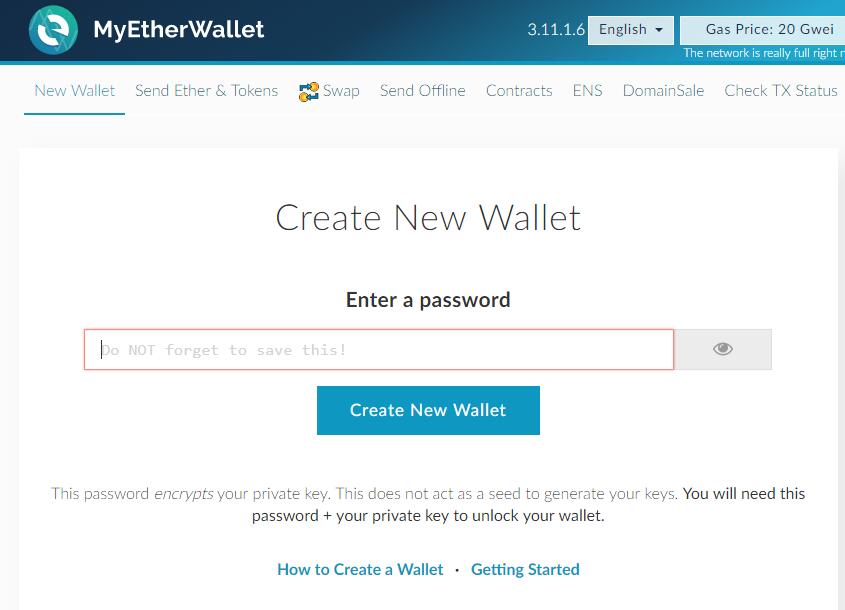 MyEtherWallet
3.11.1.6 English Gas Price: 20 Gwei
The network is really full right
New Wallet Send Ether & Tokens Swap Send Offline Contracts ENS DomainSale Check TX Status
Create New Wallet
Enter a password
Do NOT forget to save this!
Create New Wallet
This password encrypts your private key. This does not act as a seed to generate your keys. You will need this
password + your private key to unlock your wallet.
How to Create a Wallet · Getting Started